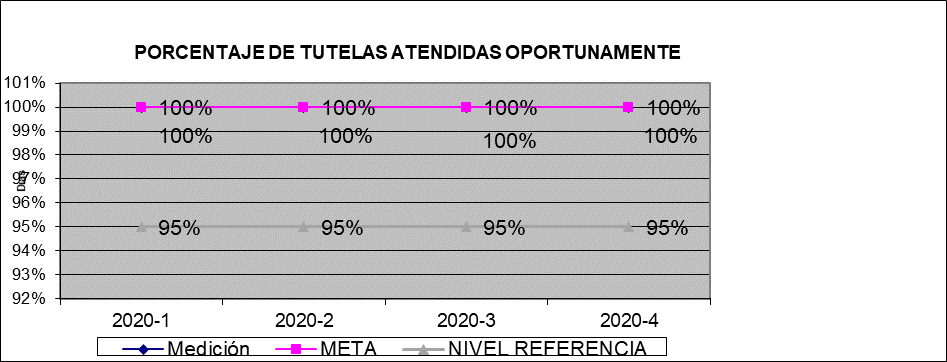 PORCENTAJE DE TUTELAS ATENDIDAS OPORTUNAMENTE
101%
100% 100% 100% 100% 100%
99% 100% 100% 100% 100%
98%
97%
96%
95% 95% 95% 95% 95%
94%
93%
92%
2020-1 2020-2 2020-3 2020-4
Medición META NIVEL REFERENCIA